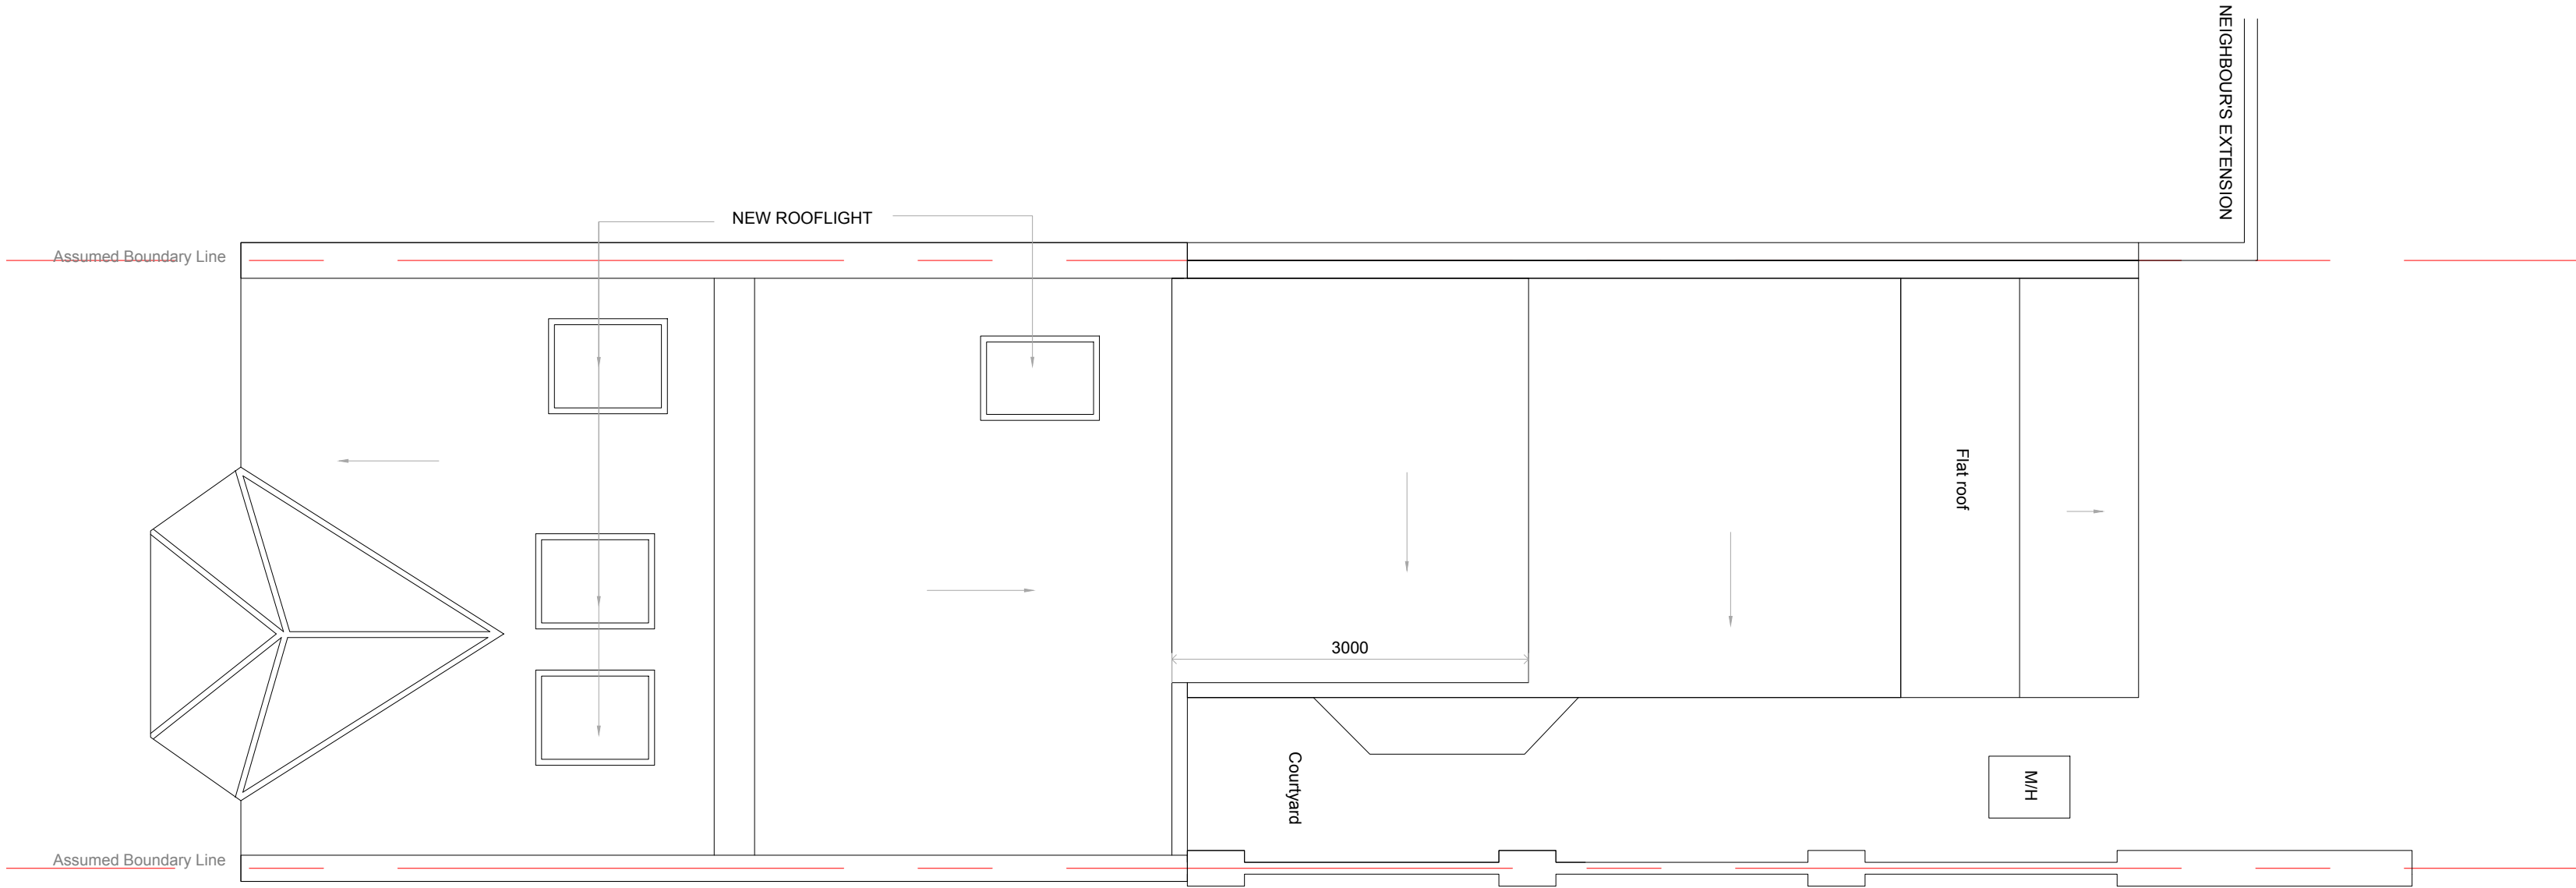 NEIGHBOUR'S EXTENSION
NEW ROOFLIGHT
Assumed Boundary Line
Flat roof
3000
Courtyard
M/H
Assumed Boundary Line